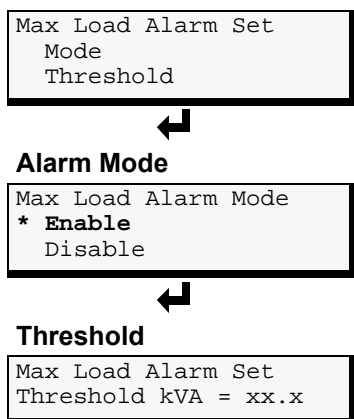 Max Load Alarm Set
Mode
Threshold
Alarm Mode
Max Load Alarm Mode
* Enable
Disable
Threshold
Max Load Alarm Set
Threshold kVA = xx.x